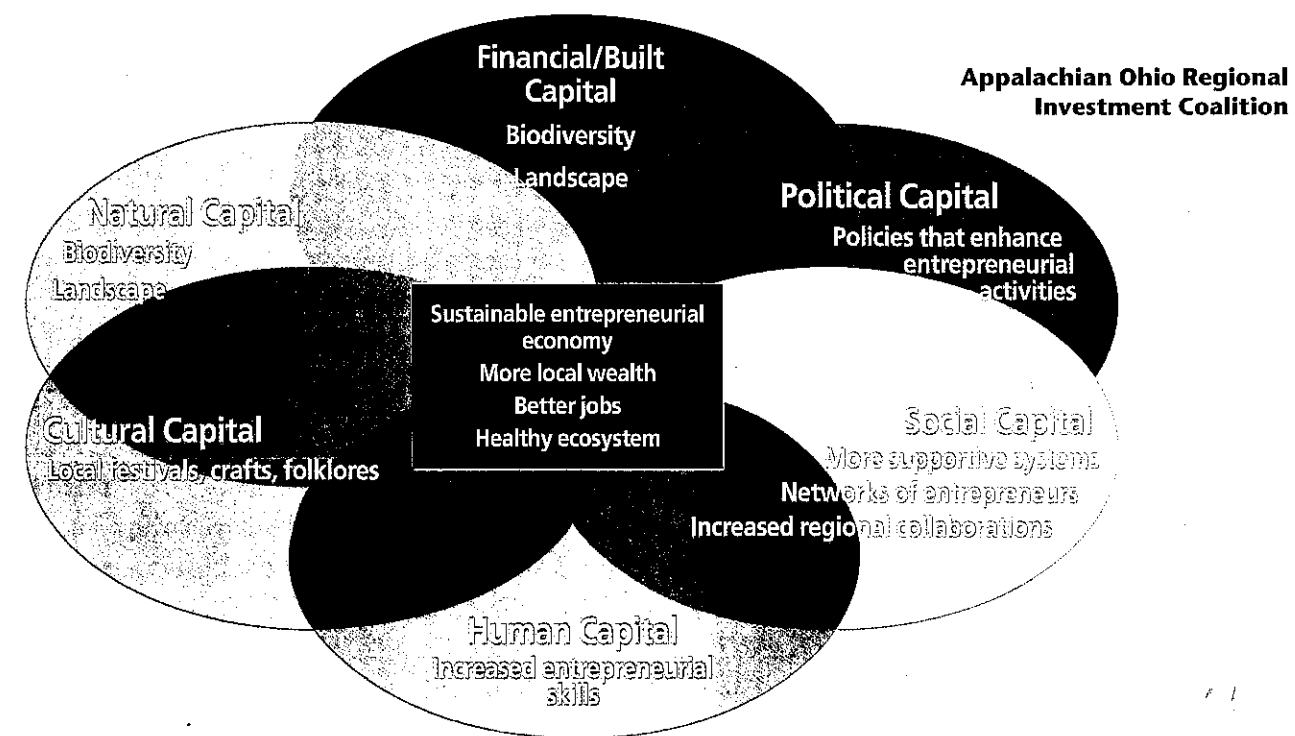 Appalachian Ohio Regional
Investment Coalition
Financial/Built
Capital
Biodiversity
Landscape
Political Capital
Policies that enhance
entrepreneurial
activities
Natural Capital
Biodiversity
Landscape
Sustainable entrepreneurial
economy
More local wealth
Better jobs
Healthy ecosystem
Cultural Capital
Local festivals, crafts, folklores
Social Capital
More supportive systems
Networks of entrepreneurs
Increased regional collaborations
Human Capital
Increased entrepreneurial
skills